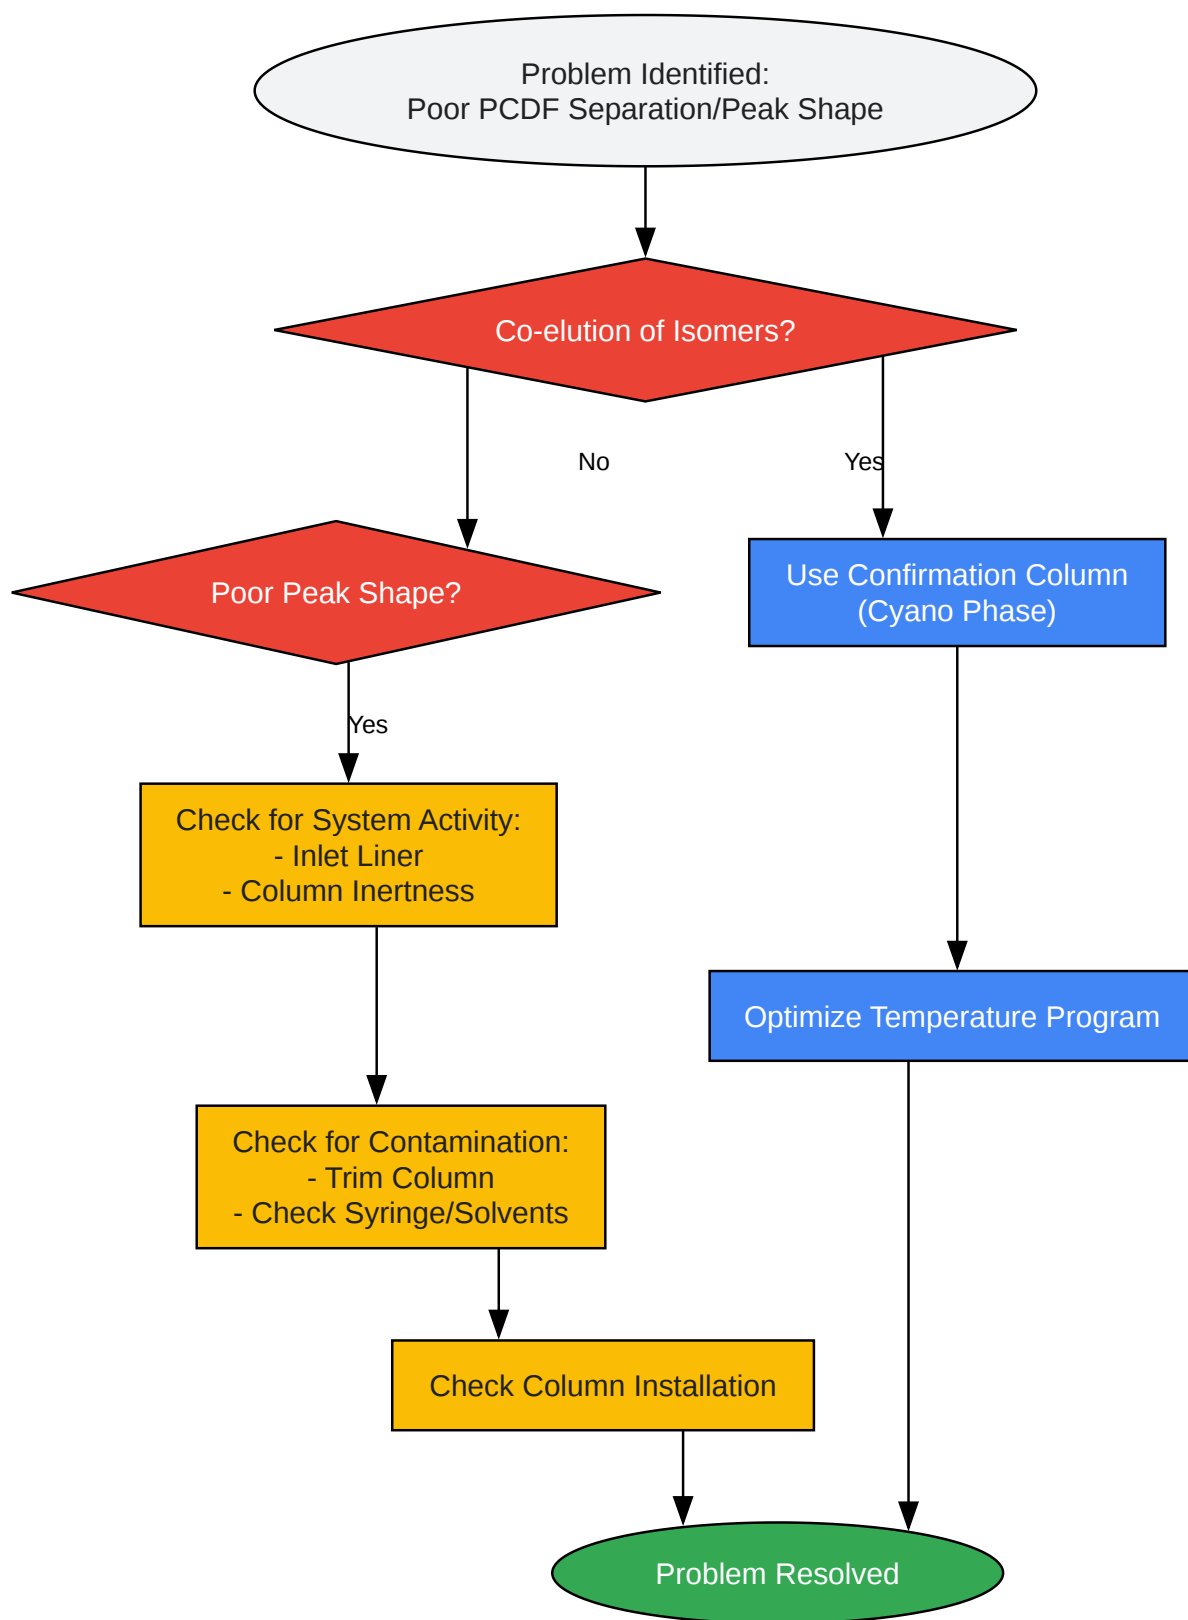 Problem Identified:
Poor PCDF Separation/Peak Shape
Co-elution of Isomers?
No
Yes
Poor Peak Shape?
Use Confirmation Column
(Cyano Phase)
Yes
Check for System Activity:
- Inlet Liner
- Column Inertness
Optimize Temperature Program
Check for Contamination:
- Trim Column
- Check Syringe/Solvents
Check Column Installation
Problem Resolved